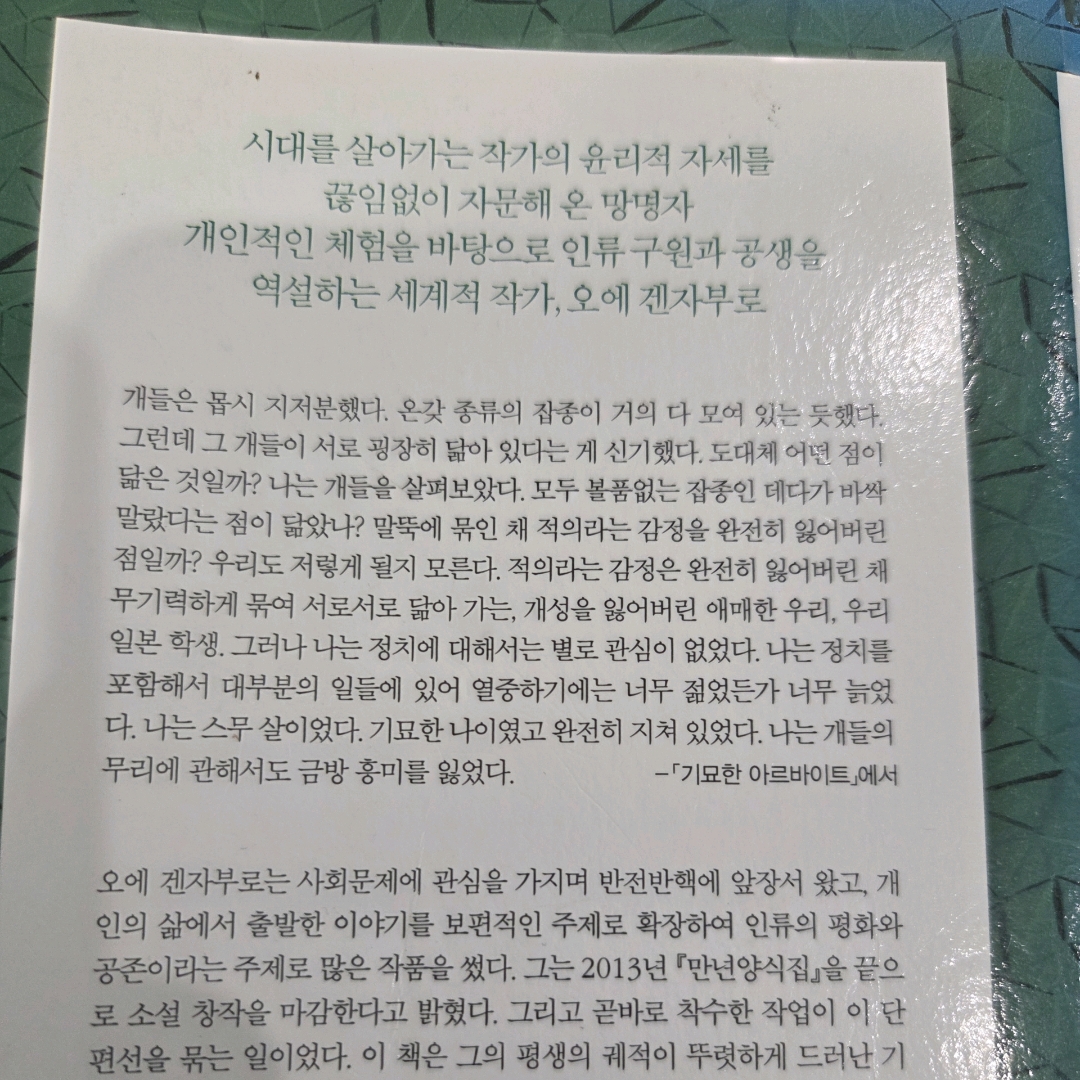 시대를 살아가는 작가의 윤리적 자세를
끊임없이 자문해 온 망명자
개인적인 체험을 바탕으로 인류 구원과 공생을
역설하는 세계적 작가, 오에 겐자부로
개들은 몹시 지저분했다. 온갖 종류의 잡종이 거의 다 모여 있는 듯했다.
그런데 그 개들이 서로 굉장히 닮아 있다는 게 신기했다. 도대체 어떤 점이
닮은 것일까? 나는 개들을 살펴보았다. 모두 볼품없는 잡종인 데다가 바싹
말랐다는 점이 닮았나? 말뚝에 묶인 채 적의라는 감정을 완전히 잃어버린
점일까? 우리도 저렇게 될지 모른다. 적의라는 감정은 완전히 잃어버린 채
무기력하게 묶여 서로서로 닮아 가는, 개성을 잃어버린 애매한 우리, 우리
일본 학생. 그러나 나는 정치에 대해서는 별로 관심이 없었다. 나는 정치를
포함해서 대부분의 일들에 있어 열중하기에는 너무 젊었든가 너무 늙었
다. 나는 스무 살이었다. 기묘한 나이였고 완전히 지쳐 있었다. 나는 개들의
무리에 관해서도 금방 흥미를 잃었다. –「기묘한 아르바이트」에서
오에 겐자부로는 사회문제에 관심을 가지며 반전반핵에 앞장서 왔고, 개
인의 삶에서 출발한 이야기를 보편적인 주제로 확장하여 인류의 평화와
공존이라는 주제로 많은 작품을 썼다. 그는 2013년 『만년양식집』을 끝으
로 소설 창작을 마감한다고 밝혔다. 그리고 곧바로 착수한 작업이 이 단
편선을 묶는 일이었다. 이 책은 그의 평생의 궤적이 뚜렷하게 드러난 기